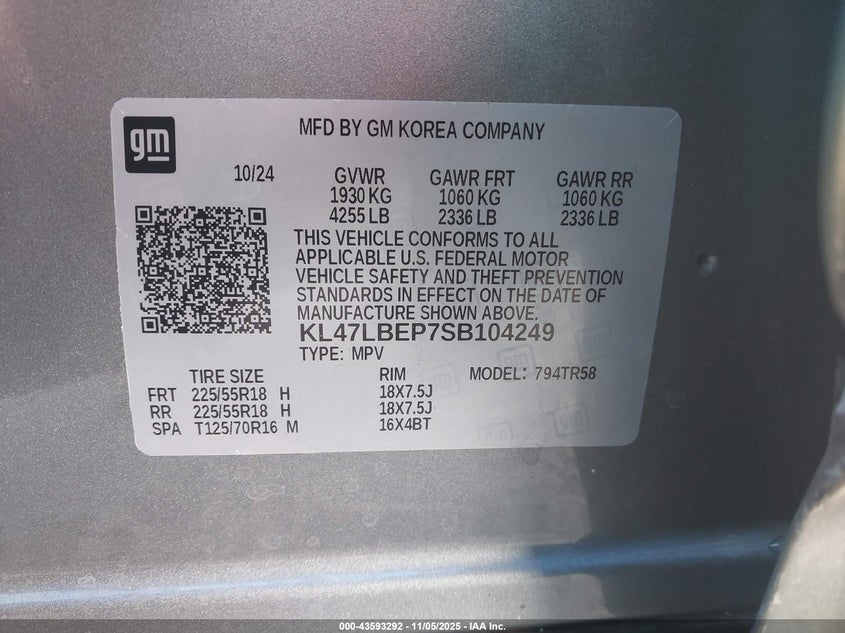 gm
MFD BY GM KOREA COMPANY
10/24
GVWR GAWR FRT GAWR RR
1930 KG 1060 KG 1060 KG
4255 LB 2336 LB 2336 LB
THIS VEHICLE CONFORMS TO ALL
APPLICABLE U.S. FEDERAL MOTOR
VEHICLE SAFETY AND THEFT PREVENTION
STANDARDS IN EFFECT ON THE DATE OF
MANUFACTURE SHOWN ABOVE.
KL47LBEP7SB104249
TYPE: MPV
TIRE SIZE RIM MODEL: 794TR58
FRT 225/55R18 H 18X7.5J
RR 225/55R18 H 18X7.5J
SPA T125/70R16 M 16X4BT
000-43593292 - 11/05/2025 - IAA Inc.